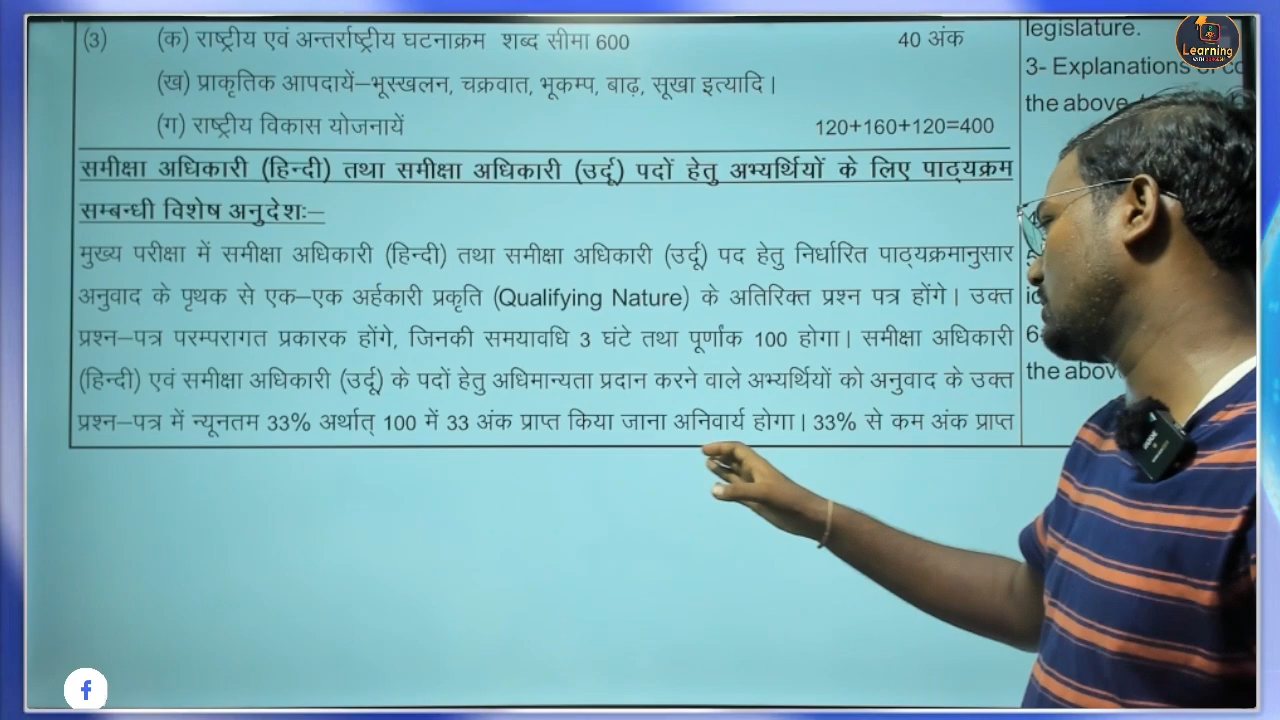 (3) (क) राष्ट्रीय एवं अन्तर्राष्ट्रीय घटनाक्रम शब्द सीमा 600 40 अंक
(ख) प्राकृतिक आपदायें–भूस्खलन, चक्रवात, भूकम्प, बाढ़, सूखा इत्यादि।
(ग) राष्ट्रीय विकास योजनायें 120+160+120=400
समीक्षा अधिकारी (हिन्दी) तथा समीक्षा अधिकारी (उर्दू) पदों हेतु अभ्यर्थियों के लिए पाठ्यक्रम
सम्बन्धी विशेष अनुदेशः–
मुख्य परीक्षा में समीक्षा अधिकारी (हिन्दी) तथा समीक्षा अधिकारी (उर्दू) पद हेतु निर्धारित पाठ्यक्रमानुसार
अनुवाद के पृथक से एक–एक अर्हकारी प्रकृति (Qualifying Nature) के अतिरिक्त प्रश्न पत्र होंगे। उक्त
प्रश्न–पत्र परम्परागत प्रकारक होंगे, जिनकी समयावधि 3 घंटे तथा पूर्णांक 100 होगा। समीक्षा अधिकारी
(हिन्दी) एवं समीक्षा अधिकारी (उर्दू) के पदों हेतु अधिमान्यता प्रदान करने वाले अभ्यर्थियों को अनुवाद के उक्त
प्रश्न–पत्र में न्यूनतम 33% अर्थात् 100 में 33 अंक प्राप्त किया जाना अनिवार्य होगा। 33% से कम अंक प्राप्त
legislature.
3- Explanations of
the above
6-
the abov
Learning
f